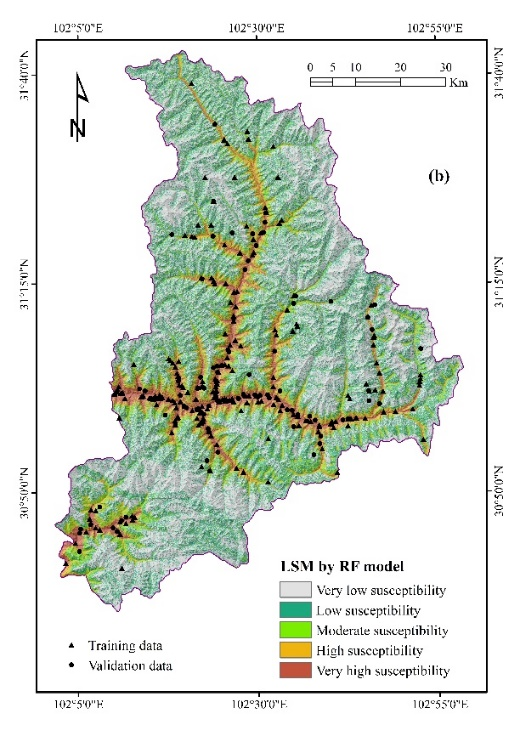 102°5'0"E 102°30'0"E 102°55'0"E
31°40'0"N 31°40'0"N
0 5 10 20 30
Km
N
(b)
31°15'0"N 31°15'0"N
30°50'0"N 30°50'0"N
LSM by RF model
Very low susceptibility
Low susceptibility
Moderate susceptibility
High susceptibility
Very high susceptibility
Training data
Validation data
102°5'0"E 102°30'0"E 102°55'0"E